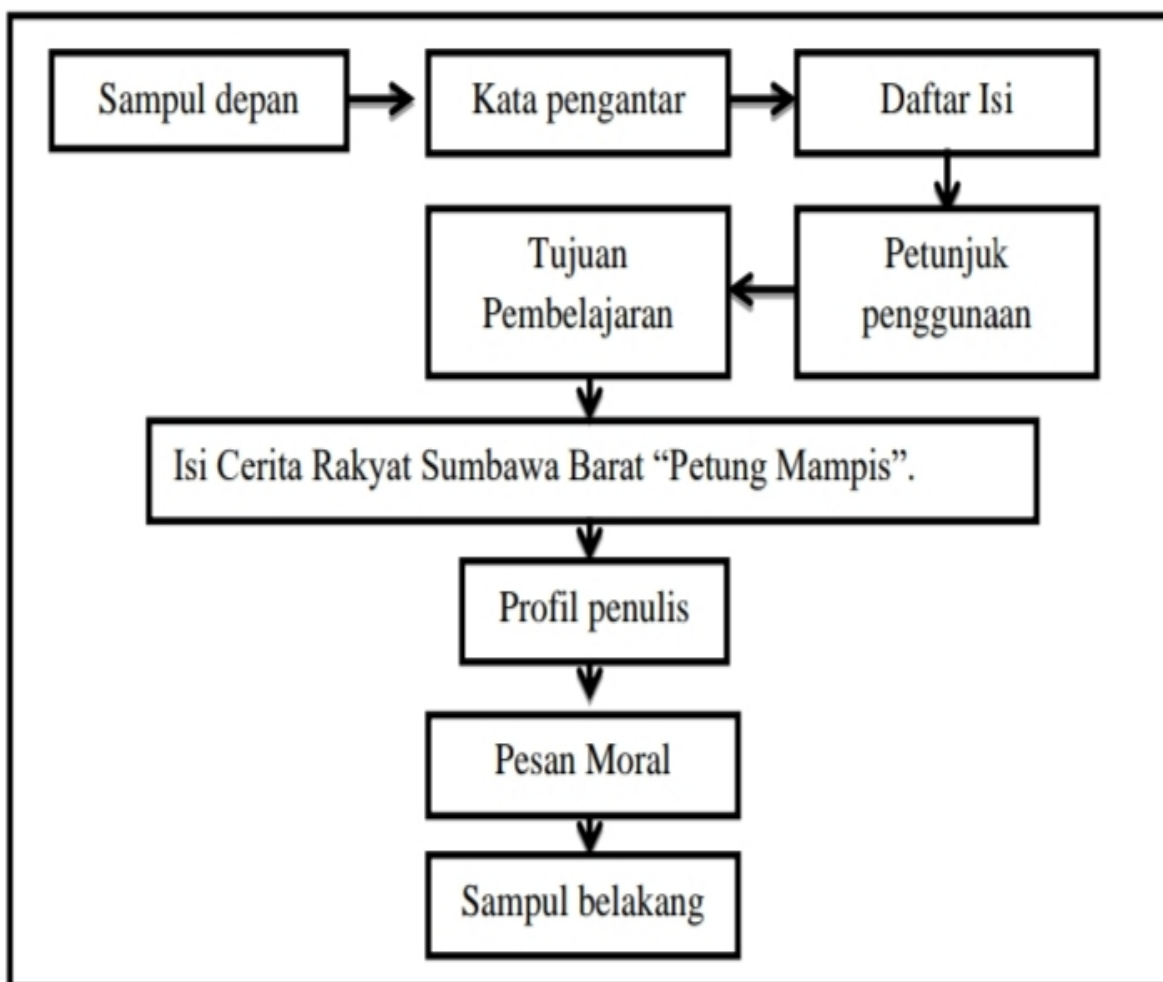 Sampul depan
Kata pengantar
Daftar Isi
Petunjuk
penggunaan
Tujuan
Pembelajaran
Isi Cerita Rakyat Sumbawa Barat “Petung Mampis”.
Profil penulis
Pesan Moral
Sampul belakang